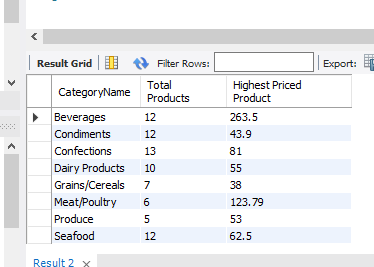 Result Grid Filter Rows: Export:
CategoryName Total Products Highest Priced Product
Beverages 12 263.5
Condiments 12 43.9
Confections 13 81
Dairy Products 10 55
Grains/Cereals 7 38
Meat/Poultry 6 123.79
Produce 5 53
Seafood 12 62.5
Result 2 ×